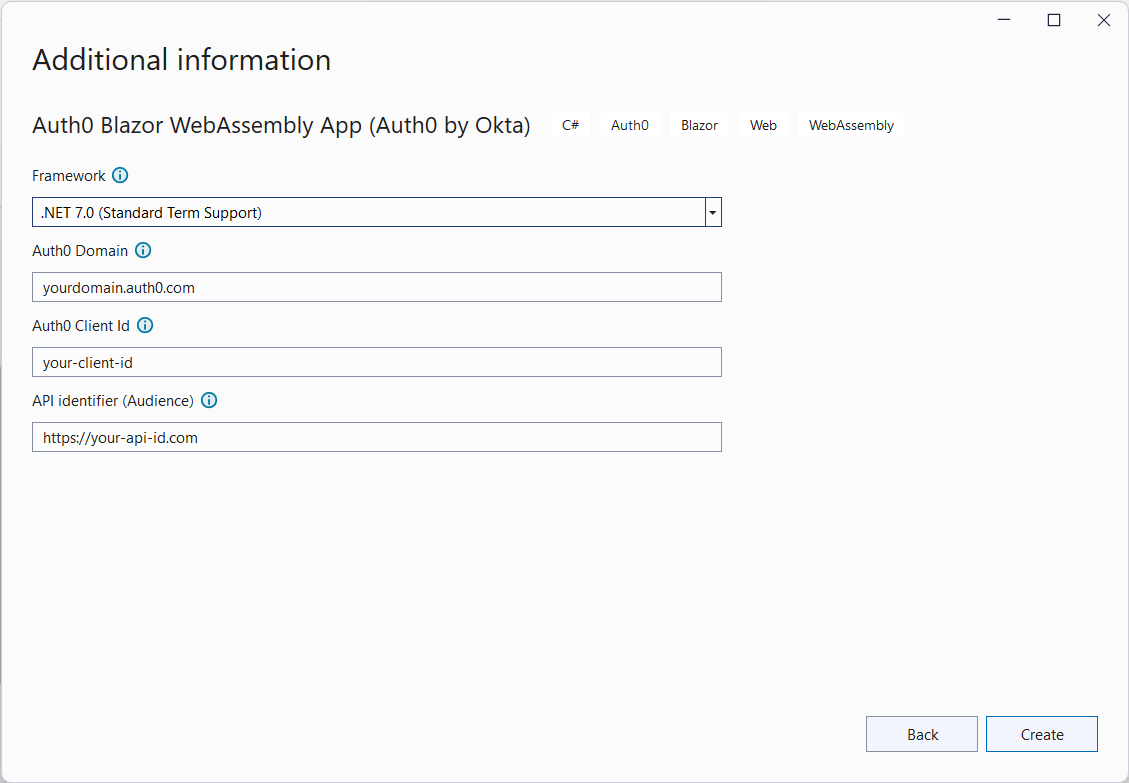 Additional information
Auth0 Blazor WebAssembly App (Auth0 by Okta) C# Auth0 Blazor Web WebAssembly
Framework
.NET 7.0 (Standard Term Support)
Auth0 Domain
yourdomain.auth0.com
Auth0 Client Id
your-client-id
API identifier (Audience)
https://your-api-id.com
Back Create